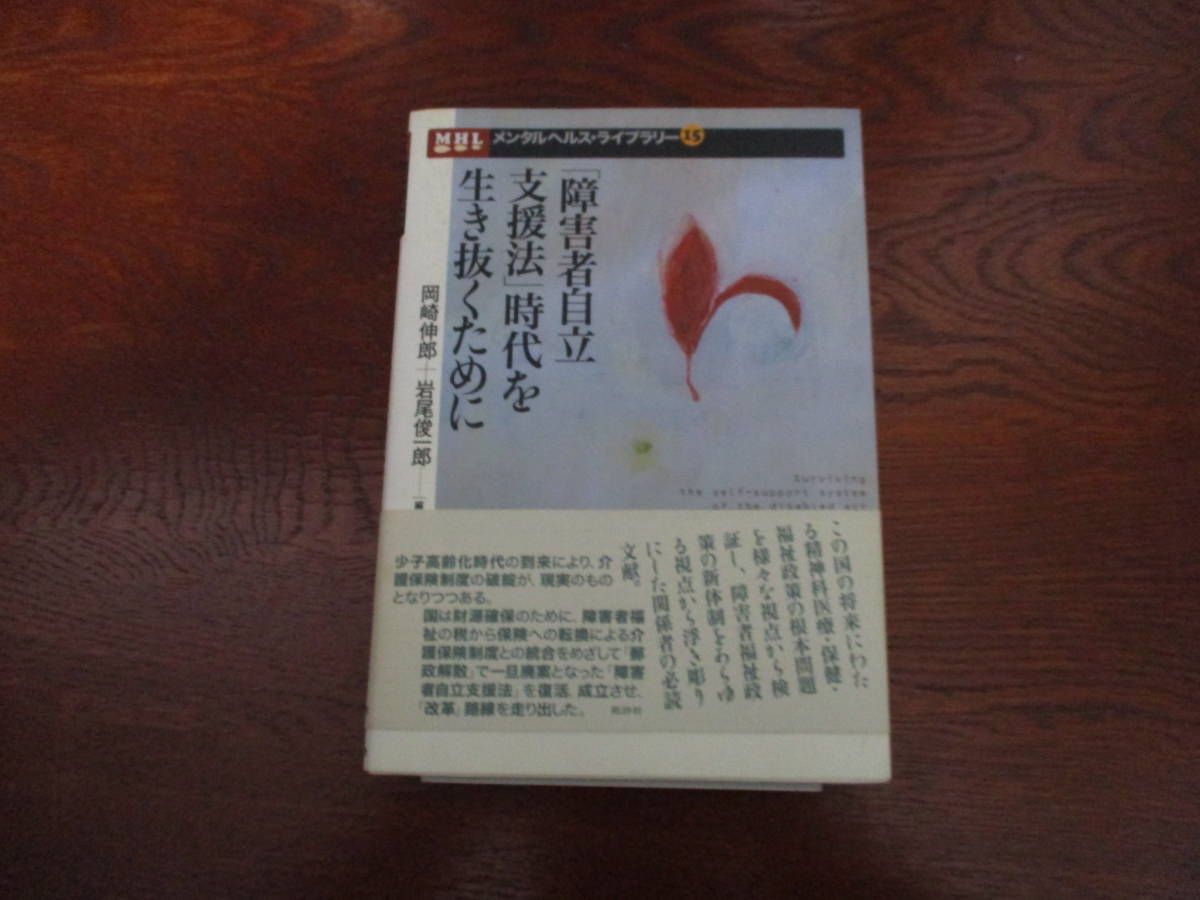 MHL メンタルヘルス・ライブラリー15
「障害者自立
支援法」時代を
生き抜くために
岡崎伸郎＋岩尾俊一郎――［編
Surviving
the self-support system
of the disabled act
この国の将来にわた
る精神科医療・保健・
福祉政策の根本問題
を様々な視点から検
証し、障害者福祉政
策の新体制をあらゆ
る視点から浮き彫り
にした関係者の必読
文献。
少子高齢化時代の到来により、介
護保険制度の破綻が、現実のもの
となりつつある。
国は財源確保のために、障害者福
祉の税から保険への転換による介
護保険制度との統合をめざして「郵
政解散」で一旦廃案となった「障害
者自立支援法」を復活、成立させ、
「改革」路線を走り出した。 批評社